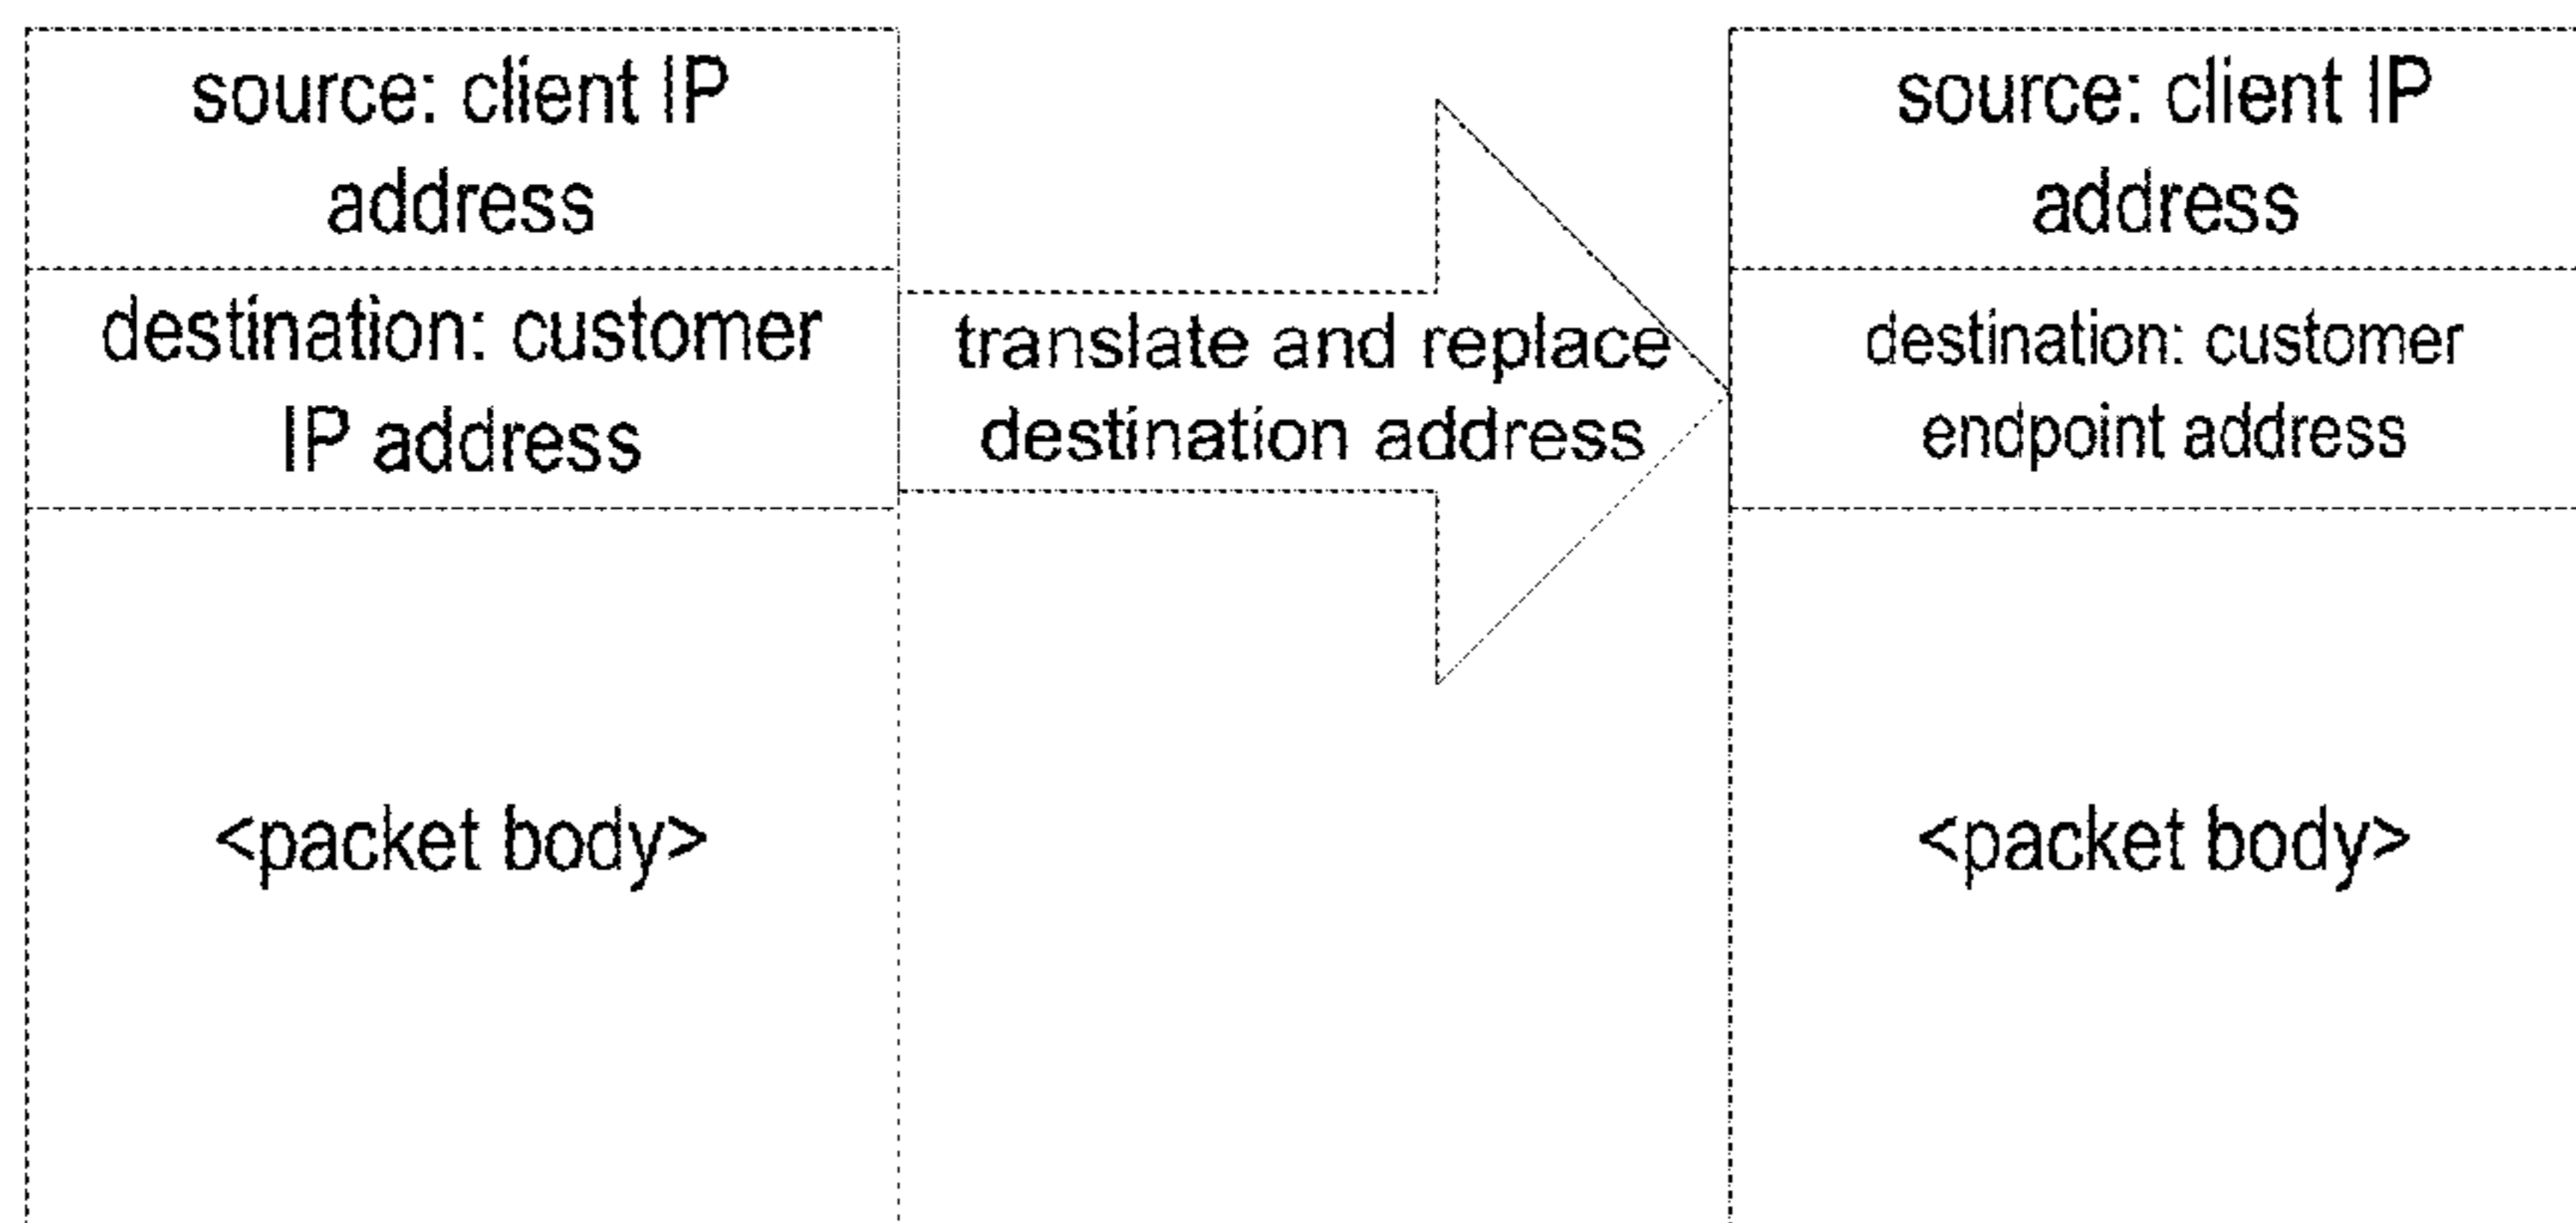 source: client IP
address
destination: customer
IP address
<packet body>
translate and replace
destination address
source: client IP
address
destination: customer
endpoint address
<packet body>